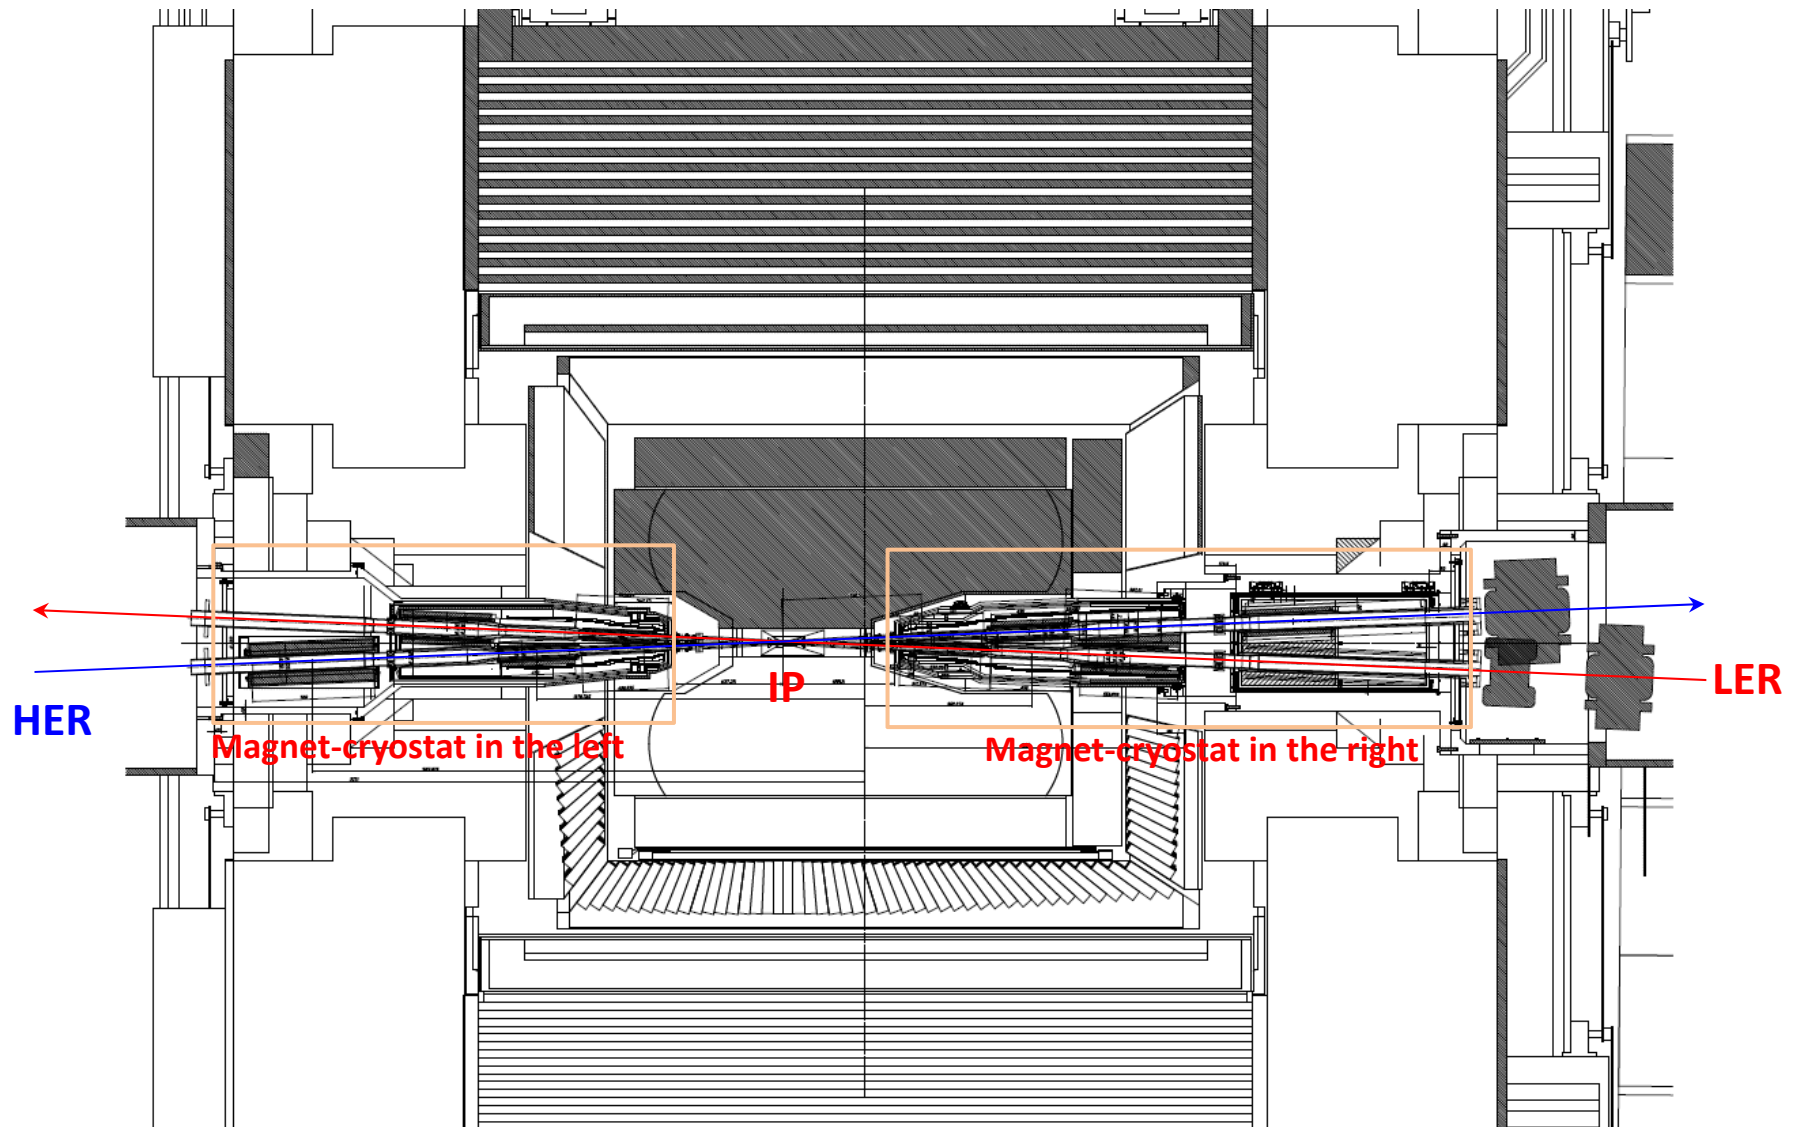 HER
IP
LER
Magnet-cryostat in the left
Magnet-cryostat in the right